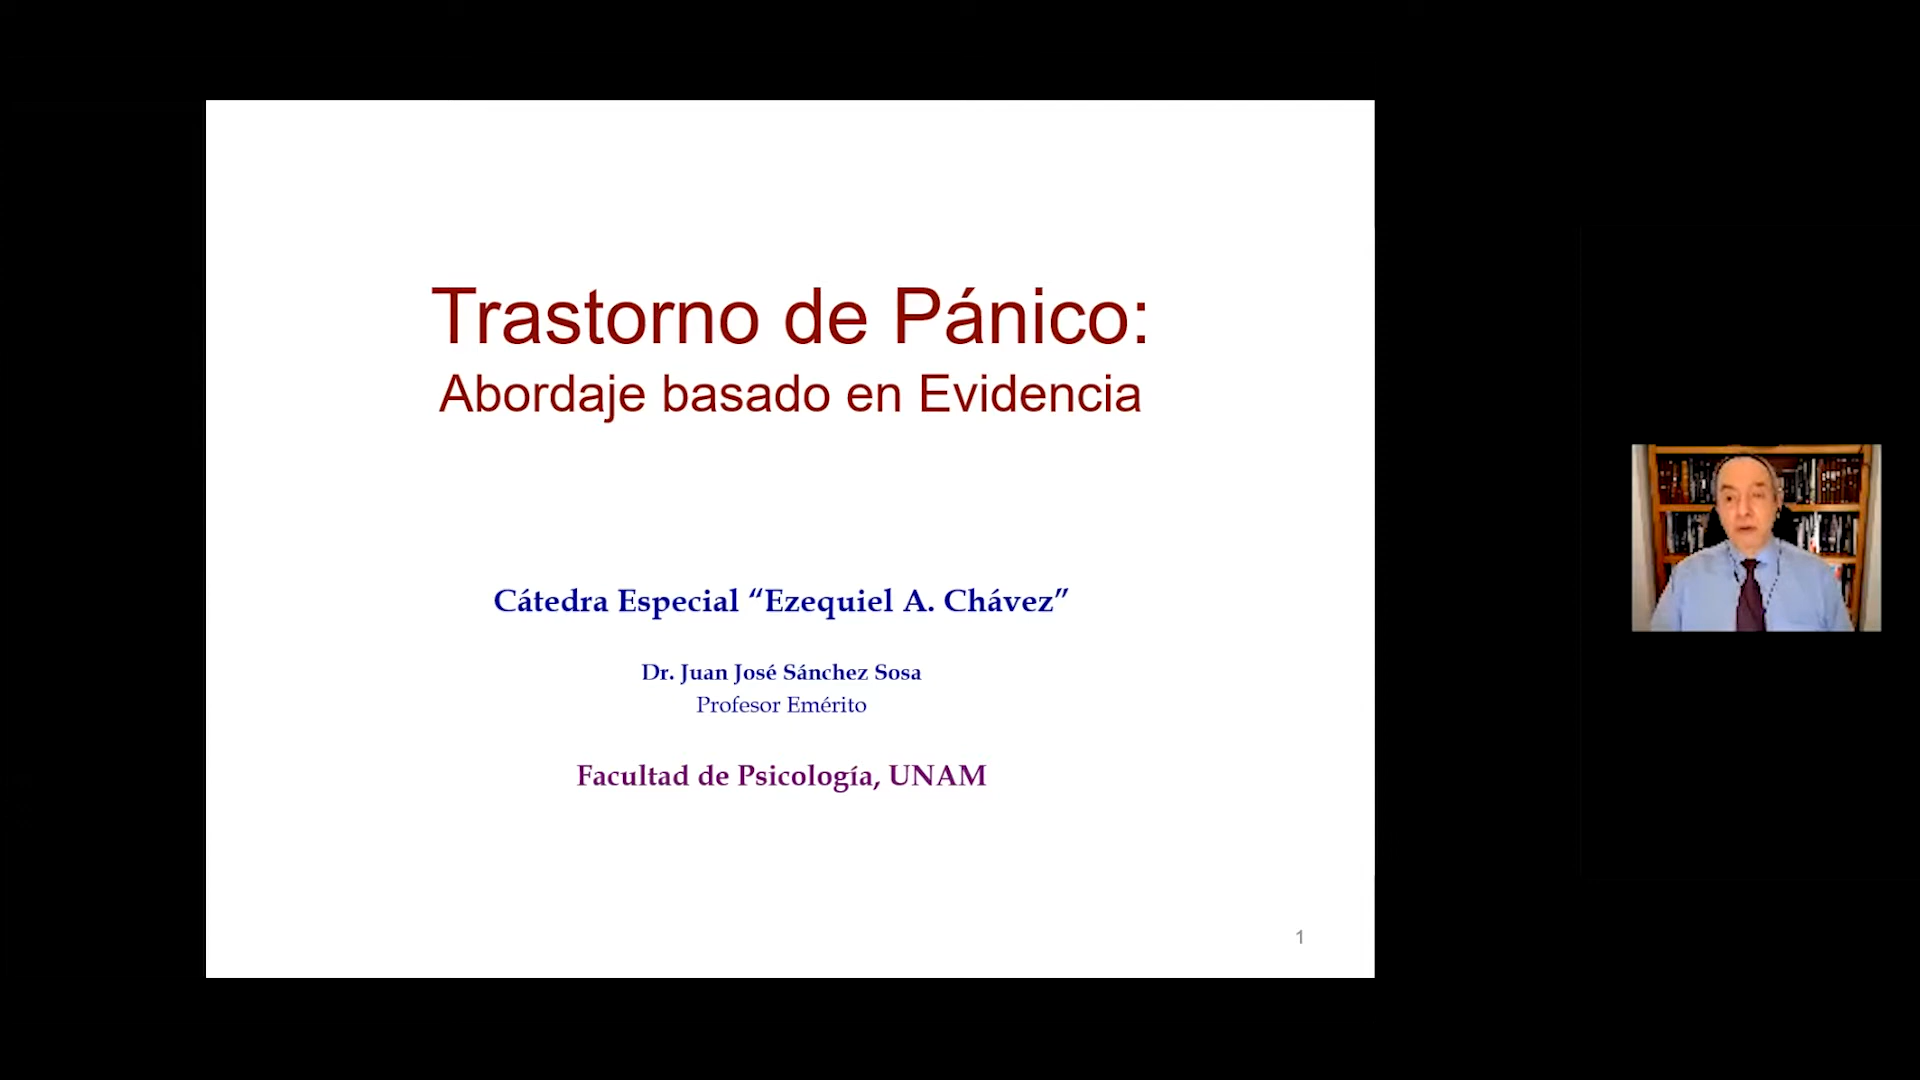 Trastorno de Pánico:
Abordaje basado en Evidencia
Cátedra Especial “Ezequiel A. Chávez”
Dr. Juan José Sánchez Sosa
Profesor Emérito
Facultad de Psicología, UNAM
1